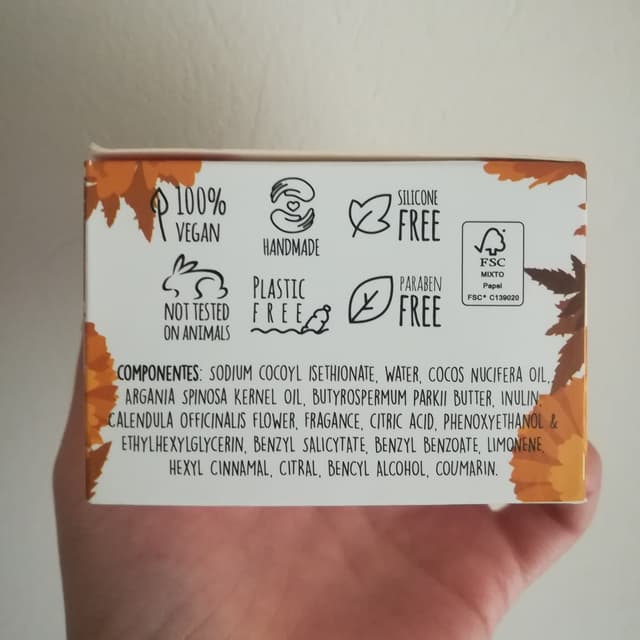 100%
VEGAN
HANDMADE
SILICONE
FREE
FSC
MIXTO
Papel
FSC® C139020
NOT TESTED
ON ANIMALS
PLASTIC
FREE
PARABEN
FREE
COMPONENTES: SODIUM COCOYL ISETHIONATE, WATER, COCOS NUCIFERA OIL,
ARGANIA SPINOSA KERNEL OIL, BUTYROSPERMUM PARKII BUTTER, INULIN,
CALENDULA OFFICINALIS FLOWER, FRAGANCE, CITRIC ACID, PHENOXYETHANOL &
ETHYLHEXYLGLYCERIN, BENZYL SALICYTATE, BENZYL BENZOATE, LIMONENE,
HEXYL CINNAMAL, CITRAL, BENCYL ALCOHOL, COUMARIN.